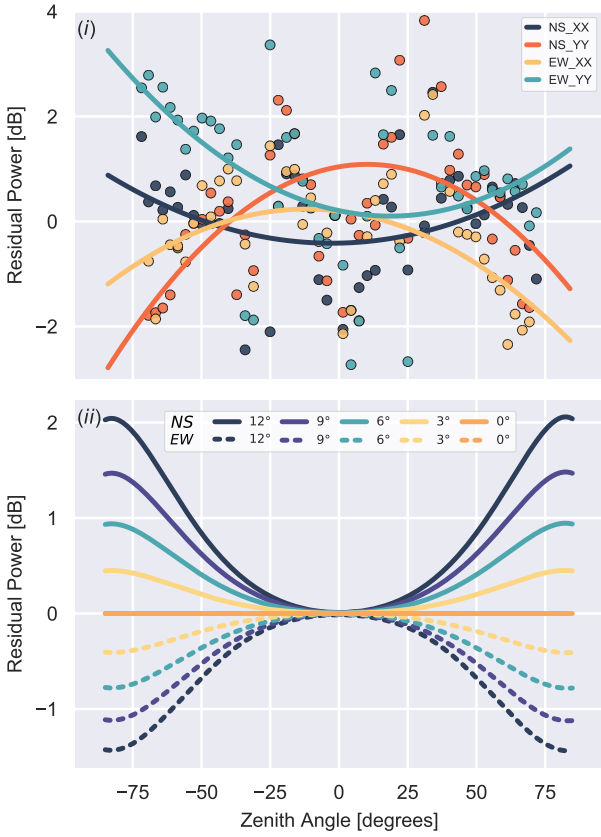 (i)
4
2
0
−2
Residual Power [dB]
NS_XX
NS_YY
EW_XX
EW_YY
(ii)
NS 12° 9° 6° 3° 0°
EW 12° 9° 6° 3° 0°
2
1
0
−1
Residual Power [dB]
−75 −50 −25 0 25 50 75
Zenith Angle [degrees]